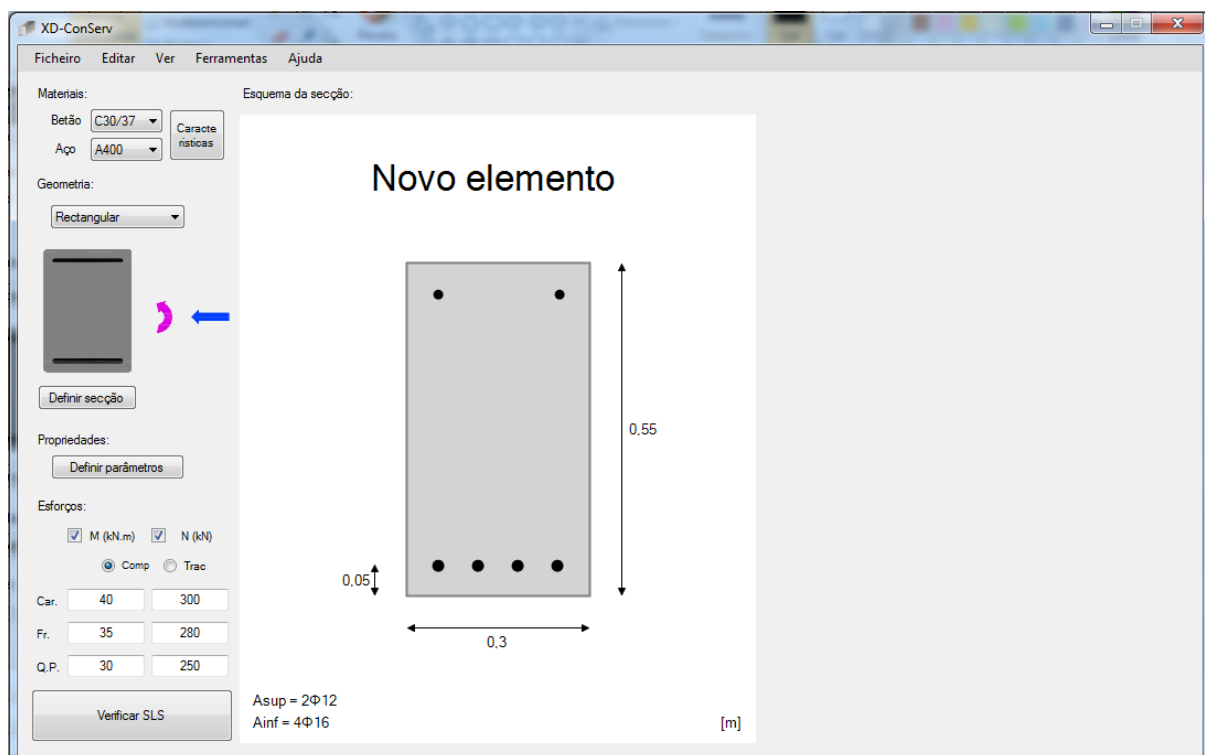 XD-ConServ
Ficheiro Editar Ver Ferramentas Ajuda
Materiais:
Betão C30/37
Aço A400
Caracte
rísticas
Geometria:
Rectangular
Definir secção
Propriedades:
Definir parâmetros
Esforços:
M (kN.m) N (kN)
Comp Trac
Car. 40 300
Fr. 35 280
Q.P. 30 250
Verificar SLS
Esquema da secção:
Novo elemento
0,55
0,05
0,3
Asup = 2Φ12
Ainf = 4Φ16
[m]